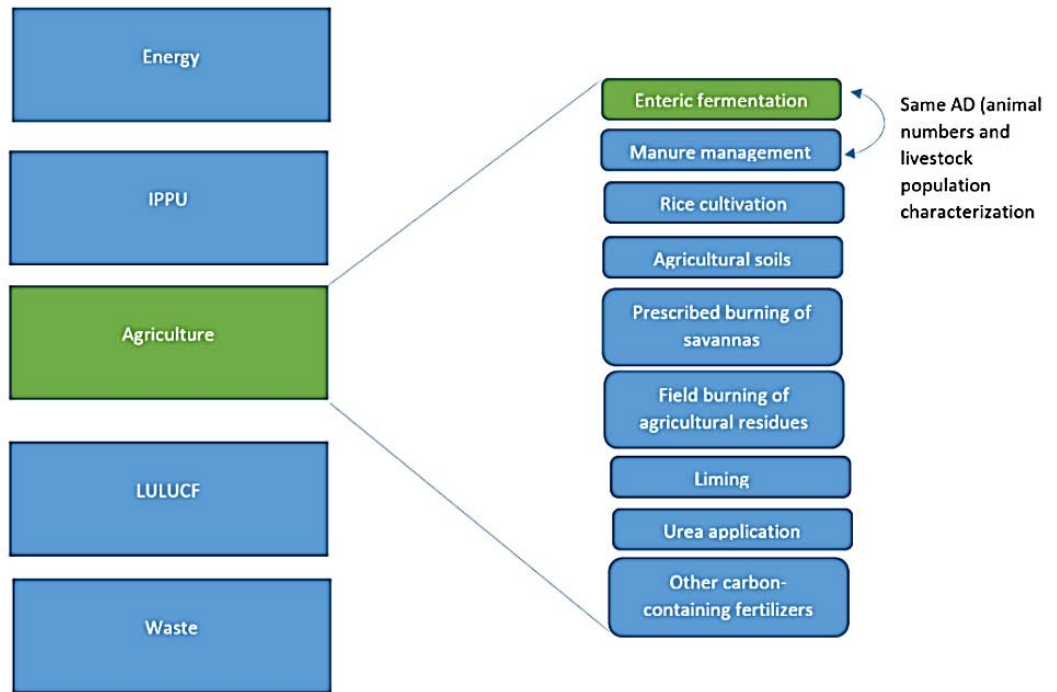 Energy
IPPU
Agriculture
LULUCF
Waste
Enteric fermentation
Manure management
Rice cultivation
Agricultural soils
Prescribed burning of
savannas
Field burning of
agricultural residues
Liming
Urea application
Other carbon-
containing fertilizers
Same AD (animal
numbers and
livestock
population
characterization